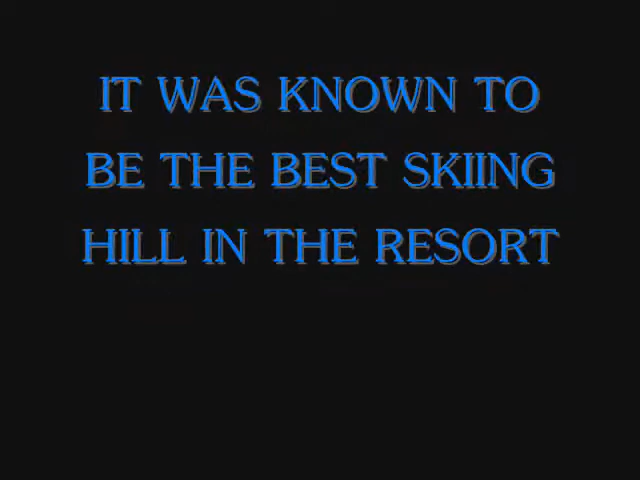 IT WAS KNOWN TO
BE THE BEST SKIING
HILL IN THE RESORT